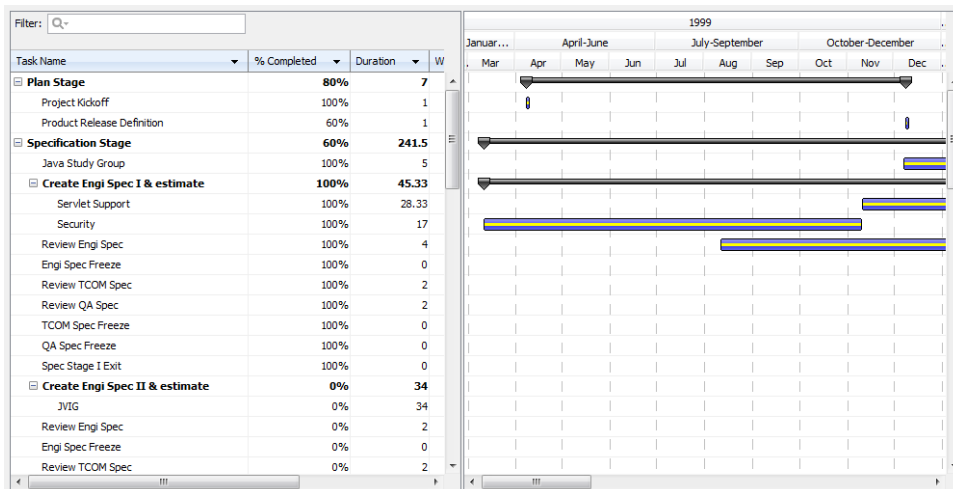 Filter:
1999
Januar... April-June July-September October-December
Task Name % Completed Duration W
Mar Apr May Jun Jul Aug Sep Oct Nov Dec
Plan Stage 80% 7
Project Kickoff 100% 1
Product Release Definition 60% 1
Specification Stage 60% 241.5
Java Study Group 100% 5
Create Engi Spec I & estimate 100% 45.33
Servlet Support 100% 28.33
Security 100% 17
Review Engi Spec 100% 4
Engi Spec Freeze 100% 0
Review TCOM Spec 100% 2
Review QA Spec 100% 2
TCOM Spec Freeze 100% 0
QA Spec Freeze 100% 0
Spec Stage I Exit 100% 0
Create Engi Spec II & estimate 0% 34
JVIG 0% 34
Review Engi Spec 0% 2
Engi Spec Freeze 0% 0
Review TCOM Spec 0% 2